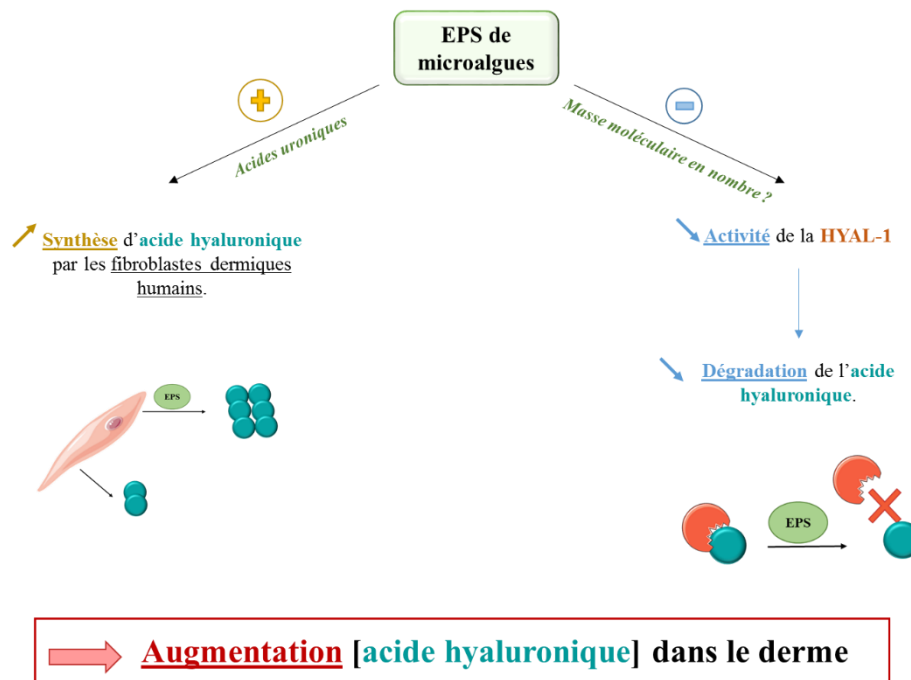 EPS de
microalgues
Acides uroniques
Masse moléculaire en nombre ?
Synthèse d'acide hyaluronique
par les fibroblastes dermiques
humains.
Activité de la HYAL-1
Dégradation de l'acide
hyaluronique.
EPS
EPS
Augmentation [acide hyaluronique] dans le derme